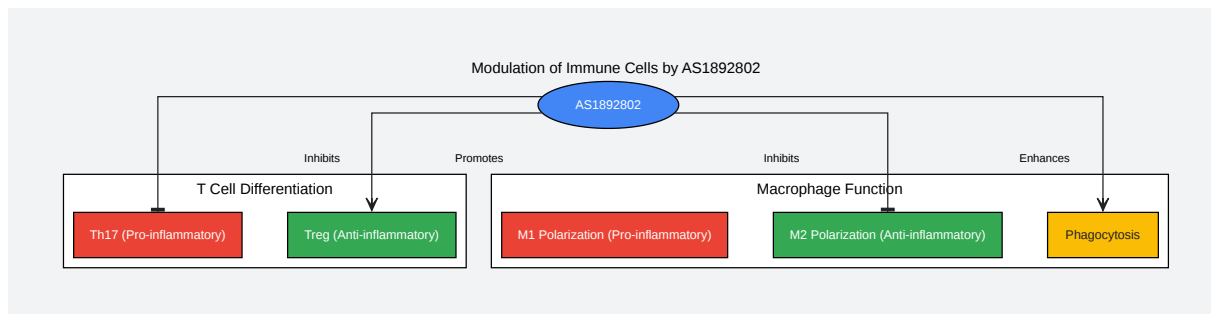 Modulation of Immune Cells by AS1892802
AS1892802
Inhibits
Promotes
Inhibits
Enhances
T Cell Differentiation
Macrophage Function
Th17 (Pro-inflammatory)
Treg (Anti-inflammatory)
M1 Polarization (Pro-inflammatory)
M2 Polarization (Anti-inflammatory)
Phagocytosis